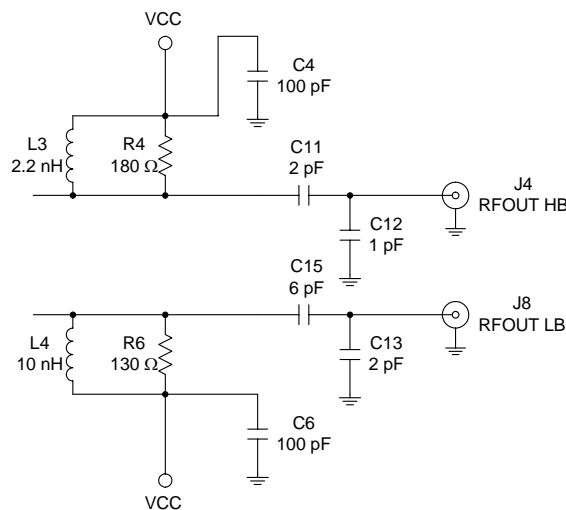 VCC
C4
100 pF
L3
2.2 nH
R4
180 Ω
C11
2 pF
J4
RFOUT HB
C12
1 pF
C15
6 pF
J8
RFOUT LB
L4
10 nH
R6
130 Ω
C13
2 pF
C6
100 pF
VCC